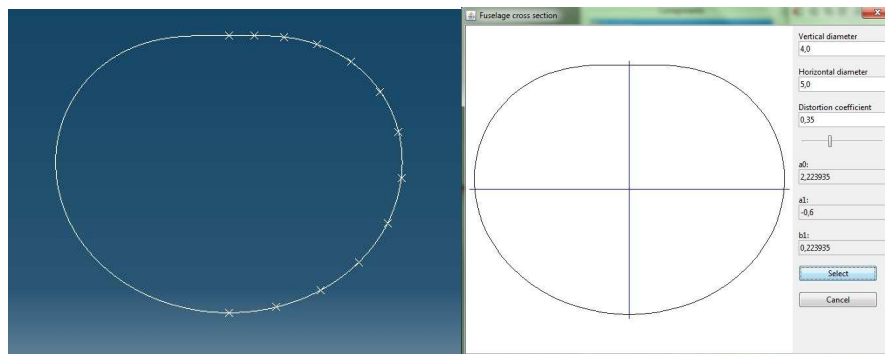 Fuselage cross section
Vertical diameter
4,0
Horizontal diameter
5,0
Distortion coefficient
0,35
a0:
2,223935
a1:
-0,6
b1:
0,223935
Select
Cancel